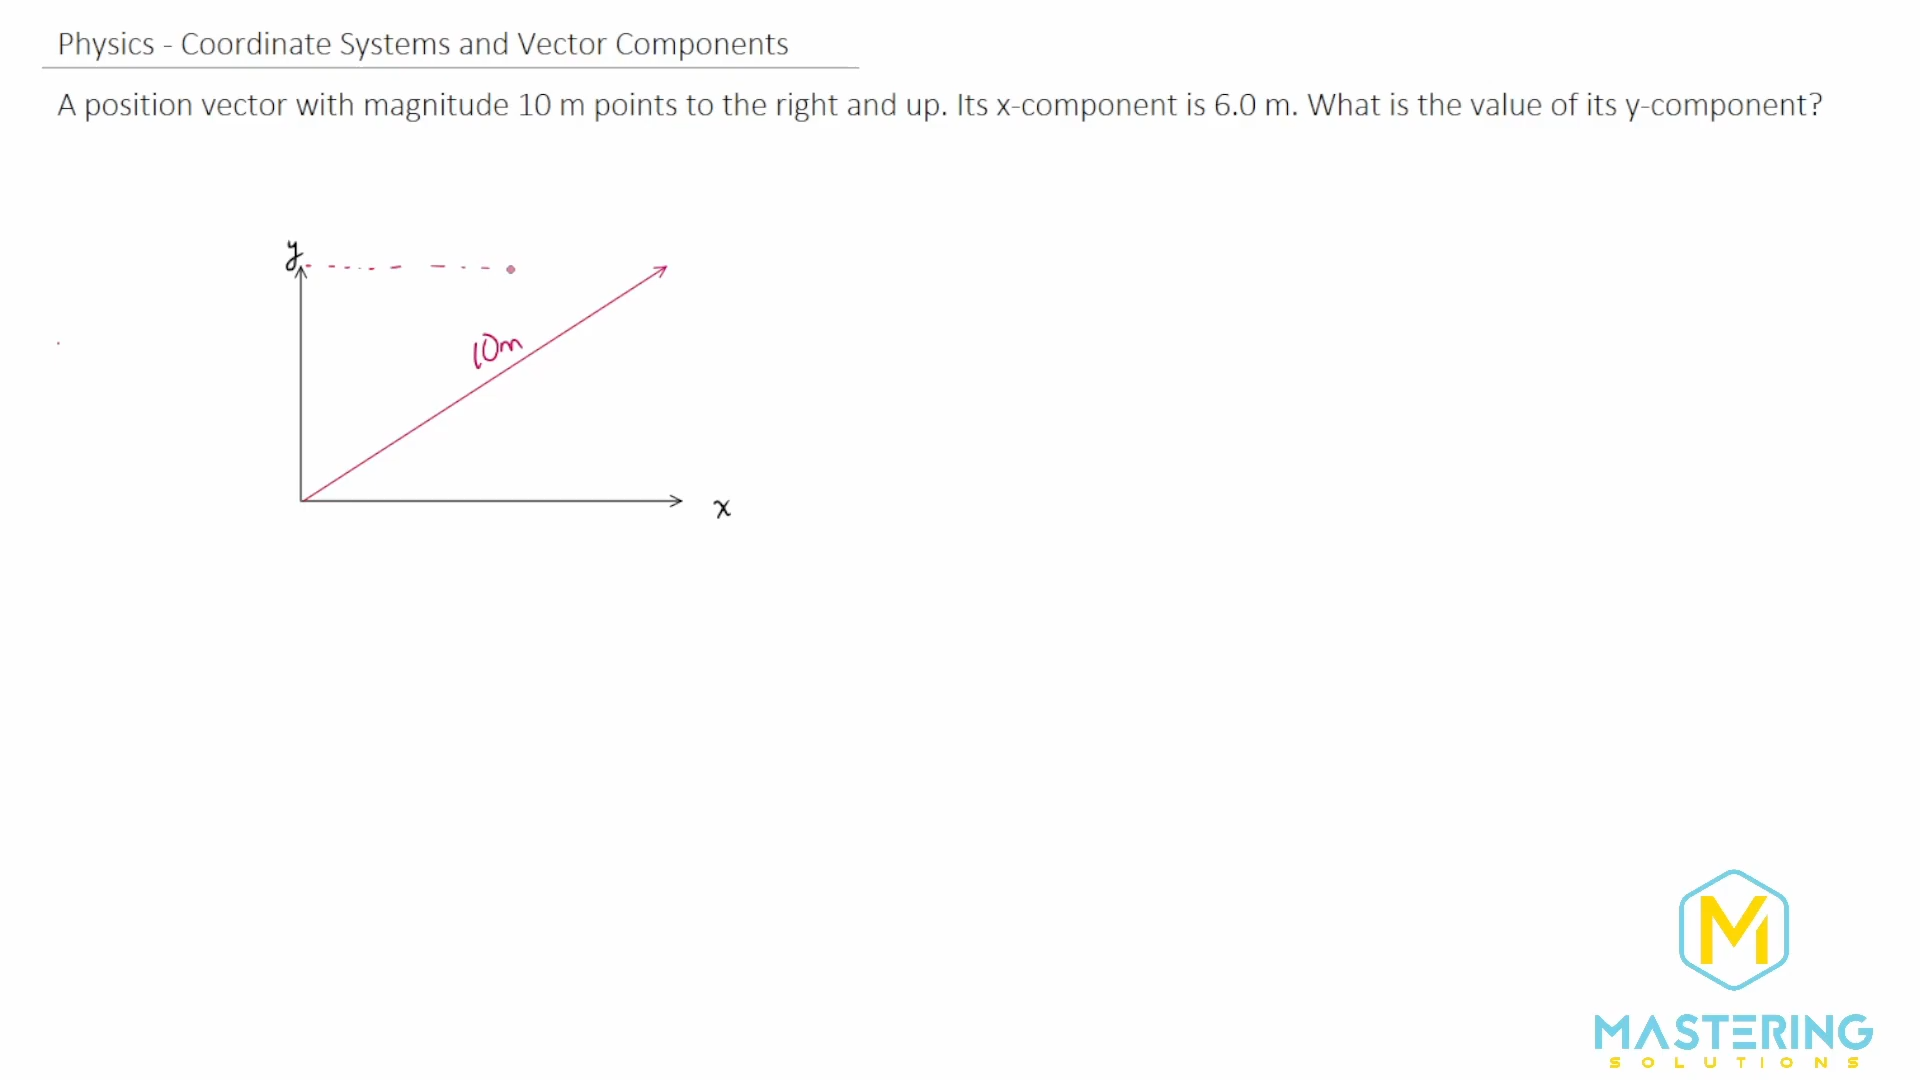 Physics - Coordinate Systems and Vector Components
A position vector with magnitude 10 m points to the right and up. Its x-component is 6.0 m. What is the value of its y-component?
y
10m
x
M
MASTERING
SOLUTIONS